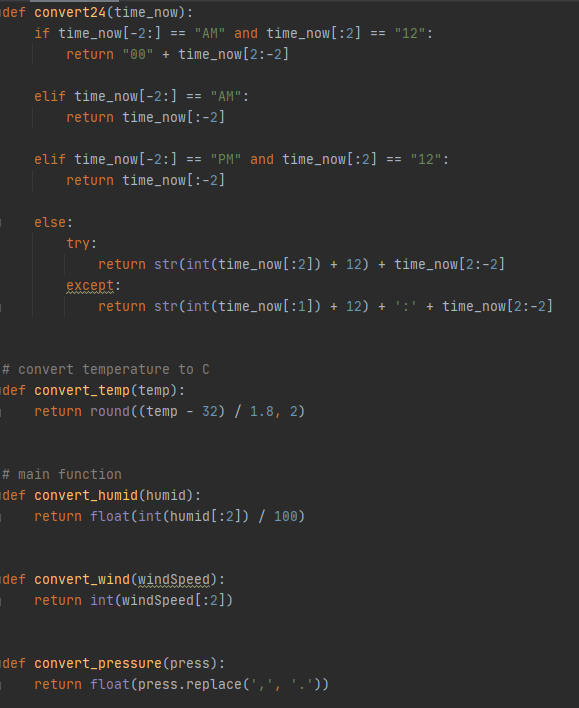 def convert24(time_now):
    if time_now[-2:] == "AM" and time_now[:2] == "12":
        return "00" + time_now[2:-2]
    elif time_now[-2:] == "AM":
        return time_now[:-2]
    elif time_now[-2:] == "PM" and time_now[:2] == "12":
        return time_now[:-2]
    else:
        try:
            return str(int(time_now[:2]) + 12) + time_now[2:-2]
        except:
            return str(int(time_now[:1]) + 12) + ':' + time_now[2:-2]
# convert temperature to C
def convert_temp(temp):
    return round((temp - 32) / 1.8, 2)
# main function
def convert_humid(humid):
    return float(int(humid[:2]) / 100)
def convert_wind(windSpeed):
    return int(windSpeed[:2])
def convert_pressure(press):
    return float(press.replace(',', '.'))